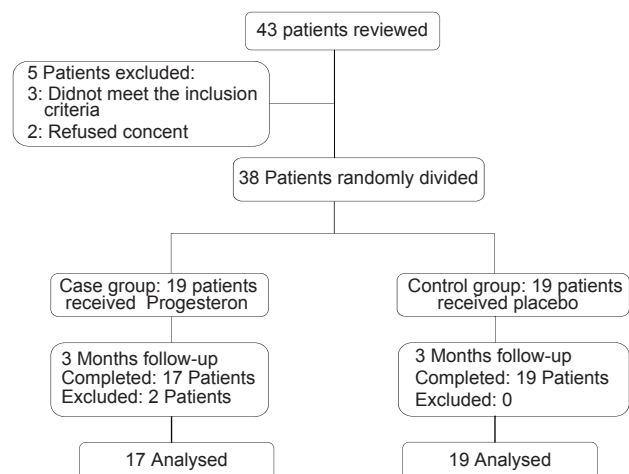 43 patients reviewed
5 Patients excluded:
3: Didnot meet the inclusion
criteria
2: Refused concent
38 Patients randomly divided
Case group: 19 patients
received Progesteron
Control group: 19 patients
received placebo
3 Months follow-up
Completed: 17 Patients
Excluded: 2 Patients
3 Months follow-up
Completed: 19 Patients
Excluded: 0
17 Analysed
19 Analysed